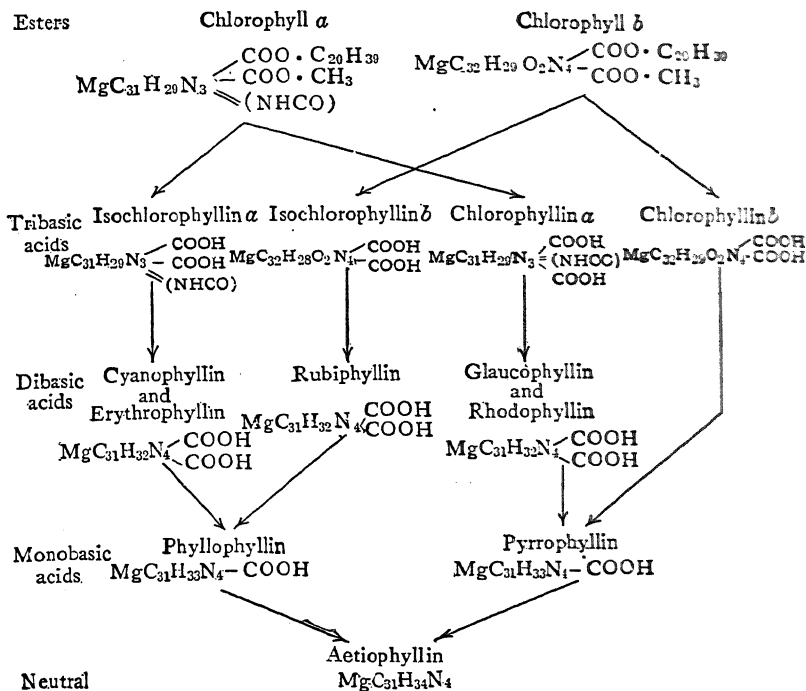 Esters Chlorophyll a Chlorophyll b
COO · C₂₀H₃₉
MgC₃₁H₂₉N₃ COO · CH₃
(NHCO)
COO · C₂₀H₃₉
MgC₃₂H₂₉O₂N₄ COO · CH₃
Tribasic acids
Isochlorophyllin a Isochlorophyllin b Chlorophyllin a Chlorophyllin b
COOH
MgC₃₁H₂₉N₃ COOH
(NHCO)
COOH
MgC₃₂H₂₈O₂N₄ COOH
COOH
MgC₃₁H₂₉N₃ (NHOC)
COOH
COOH
MgC₃₂H₂₉O₂N₄ COOH
Dibasic acids
Cyanophyllin
and
Erythrophyllin
COOH
MgC₃₁H₃₂N₄ COOH
Rubiphyllin
COOH
MgC₃₁H₃₂N₄ COOH
Glaucophyllin
and
Rhodophyllin
COOH
MgC₃₁H₃₂N₄ COOH
Monobasic acids.
Phyllophyllin
MgC₃₁H₃₃N₄–COOH
Pyrrophyllin
MgC₃₁H₃₃N₄–COOH
Neutral
Aetiophyllin
MgC₃₁H₃₄N₄